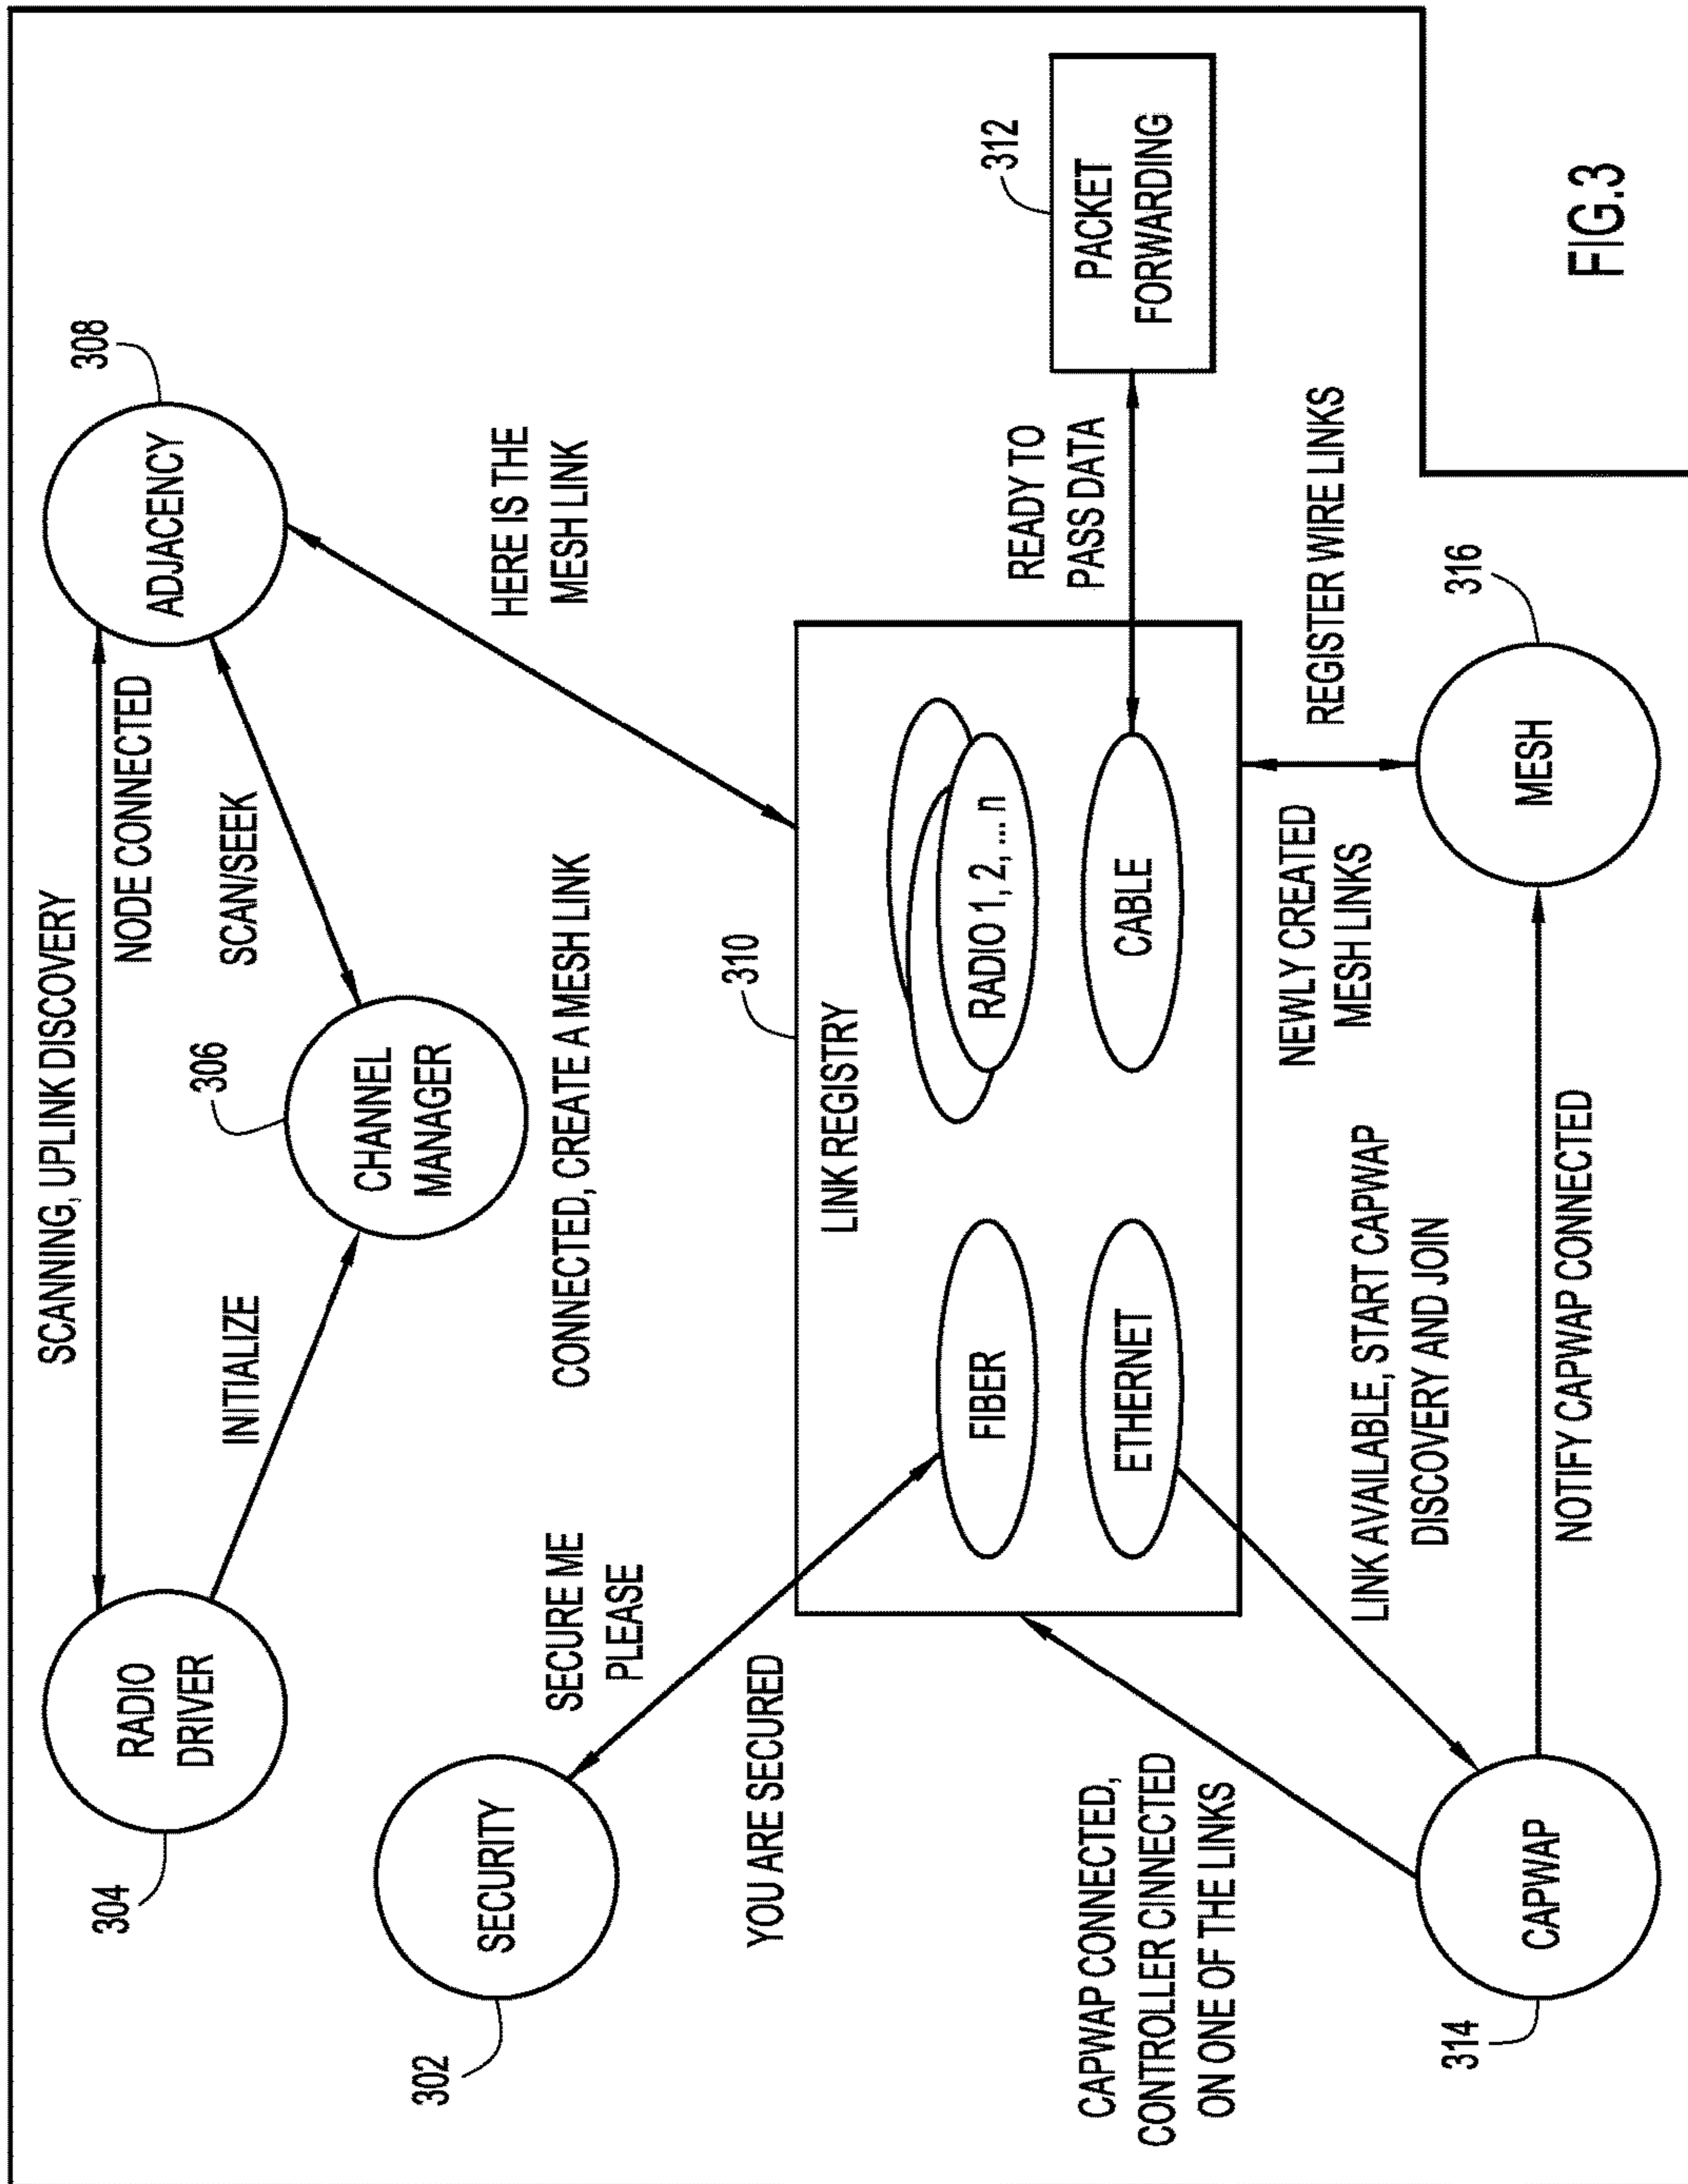 SCANNING, UPLINK DISCOVERY
304
RADIO
DRIVER
NODE CONNECTED
308
ADJACENCY
INITIALIZE
306
SCAN/SEEK
CHANNEL
MANAGER
302
SECURITY
SECURE ME
PLEASE
CONNECTED, CREATE A MESH LINK
HERE IS THE
MESH LINK
YOU ARE SECURED
310
LINK REGISTRY
FIBER
RADIO 1, 2, ... n
ETHERNET
CABLE
READY TO
PASS DATA
312
PACKET
FORWARDING
CAPWAP CONNECTED,
CONTROLLER CINNECTED
ON ONE OF THE LINKS
LINK AVAILABLE, START CAPWAP
DISCOVERY AND JOIN
NEWLY CREATED
MESH LINKS
REGISTER WIRE LINKS
314
CAPWAP
NOTIFY CAPWAP CONNECTED
316
MESH
FIG.3